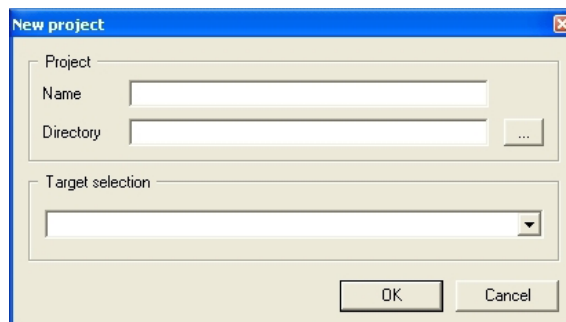 New project
Project
Name
Directory
...
Target selection
OK
Cancel